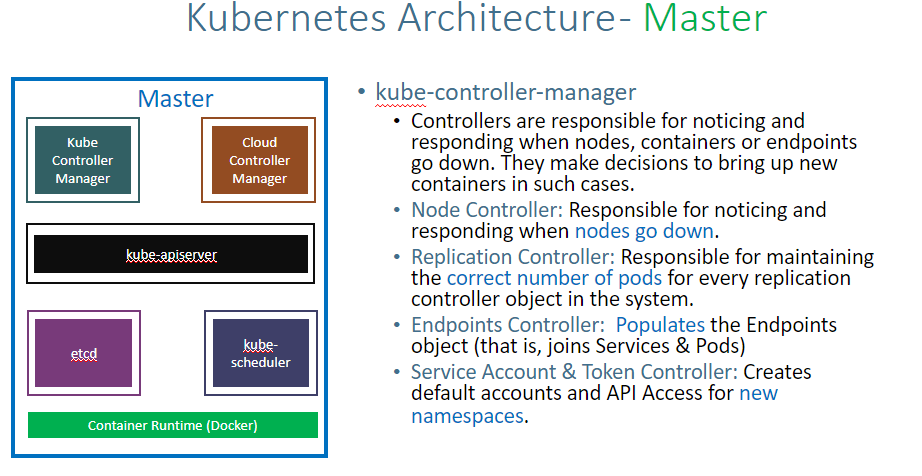 Kubernetes Architecture- Master
Master
Kube
Controller
Manager
Cloud
Controller
Manager
kube-apiserver
etcd
kube-
scheduler
Container Runtime (Docker)
• kube-controller-manager
• Controllers are responsible for noticing and
responding when nodes, containers or endpoints
go down. They make decisions to bring up new
containers in such cases.
• Node Controller: Responsible for noticing and
responding when nodes go down.
• Replication Controller: Responsible for maintaining
the correct number of pods for every replication
controller object in the system.
• Endpoints Controller: Populates the Endpoints
object (that is, joins Services & Pods)
• Service Account & Token Controller: Creates
default accounts and API Access for new
namespaces.